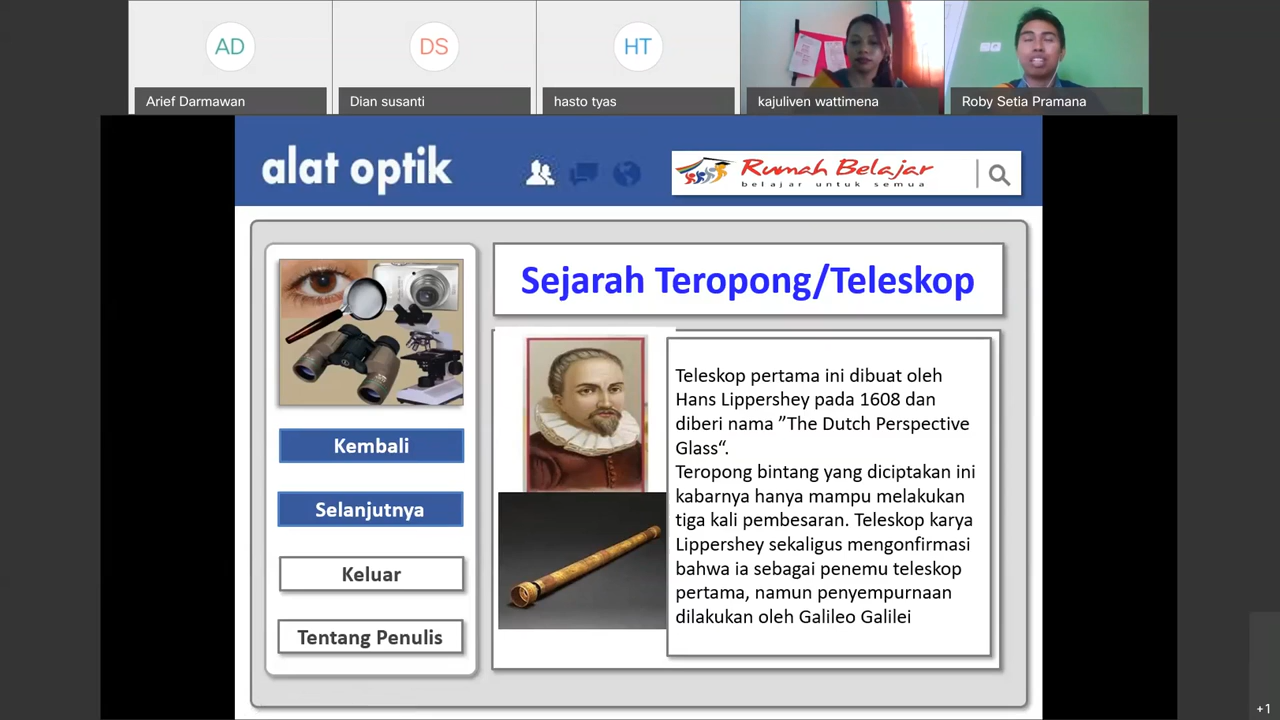 AD
DS
HT
Arief Darmawan
Dian susanti
hasto tyas
kajuliven wattimena
Roby Setia Pramana
alat optik
Rumah Belajar
belajar untuk semua
Sejarah Teropong/Teleskop
Kembali
Selanjutnya
Keluar
Tentang Penulis
Teleskop pertama ini dibuat oleh
Hans Lippershey pada 1608 dan
diberi nama ”The Dutch Perspective
Glass“.
Teropong bintang yang diciptakan ini
kabarnya hanya mampu melakukan
tiga kali pembesaran. Teleskop karya
Lippershey sekaligus mengonfirmasi
bahwa ia sebagai penemu teleskop
pertama, namun penyempurnaan
dilakukan oleh Galileo Galilei
+1